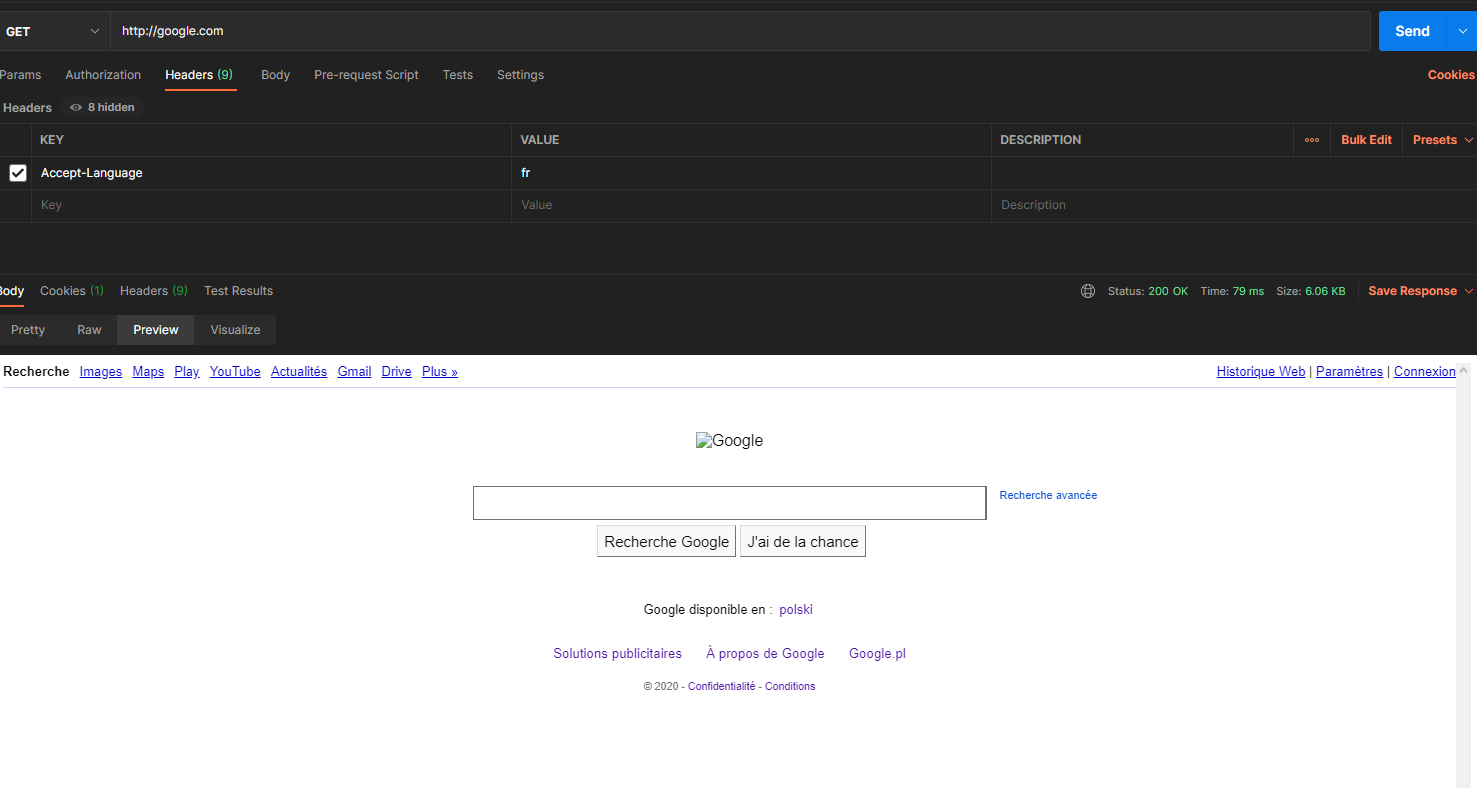 GET http://google.com Send
Params Authorization Headers (9) Body Pre-request Script Tests Settings Cookies
Headers 8 hidden
KEY VALUE DESCRIPTION ooo Bulk Edit Presets
Accept-Language fr
Key Value Description
Body Cookies (1) Headers (9) Test Results Status: 200 OK Time: 79 ms Size: 6.06 KB Save Response
Pretty Raw Preview Visualize
Recherche Images Maps Play YouTube Actualités Gmail Drive Plus » Historique Web | Paramètres | Connexion
Google
Recherche avancée
Recherche Google J'ai de la chance
Google disponible en : polski
Solutions publicitaires À propos de Google Google.pl
© 2020 - Confidentialité - Conditions